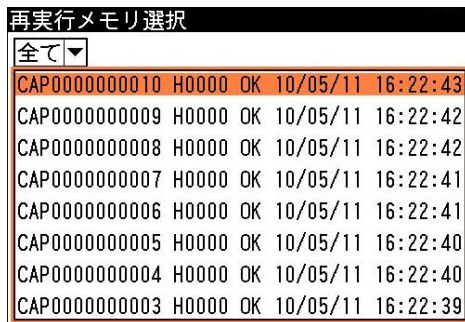 再実行メモリ選択
全て▼
CAP0000000010 H0000 OK 10/05/11 16:22:43
CAP0000000009 H0000 OK 10/05/11 16:22:42
CAP0000000008 H0000 OK 10/05/11 16:22:42
CAP0000000007 H0000 OK 10/05/11 16:22:41
CAP0000000006 H0000 OK 10/05/11 16:22:41
CAP0000000005 H0000 OK 10/05/11 16:22:40
CAP0000000004 H0000 OK 10/05/11 16:22:40
CAP0000000003 H0000 OK 10/05/11 16:22:39